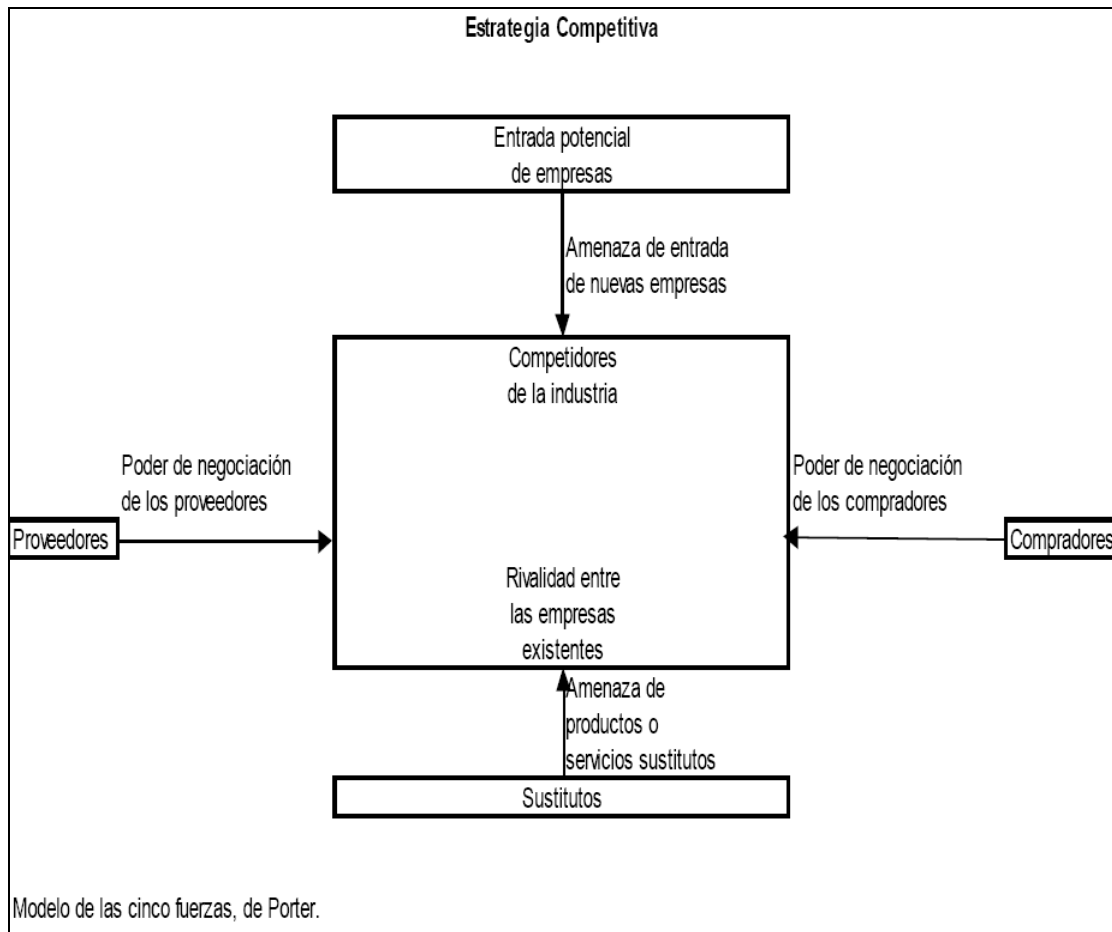 Estrategia Competitiva
Entrada potencial
de empresas
Amenaza de entrada
de nuevas empresas
Competidores
de la industria
Poder de negociación
de los proveedores
Proveedores
Poder de negociación
de los compradores
Compradores
Rivalidad entre
las empresas
existentes
Amenaza de
productos o
servicios sustitutos
Sustitutos
Modelo de las cinco fuerzas, de Porter.